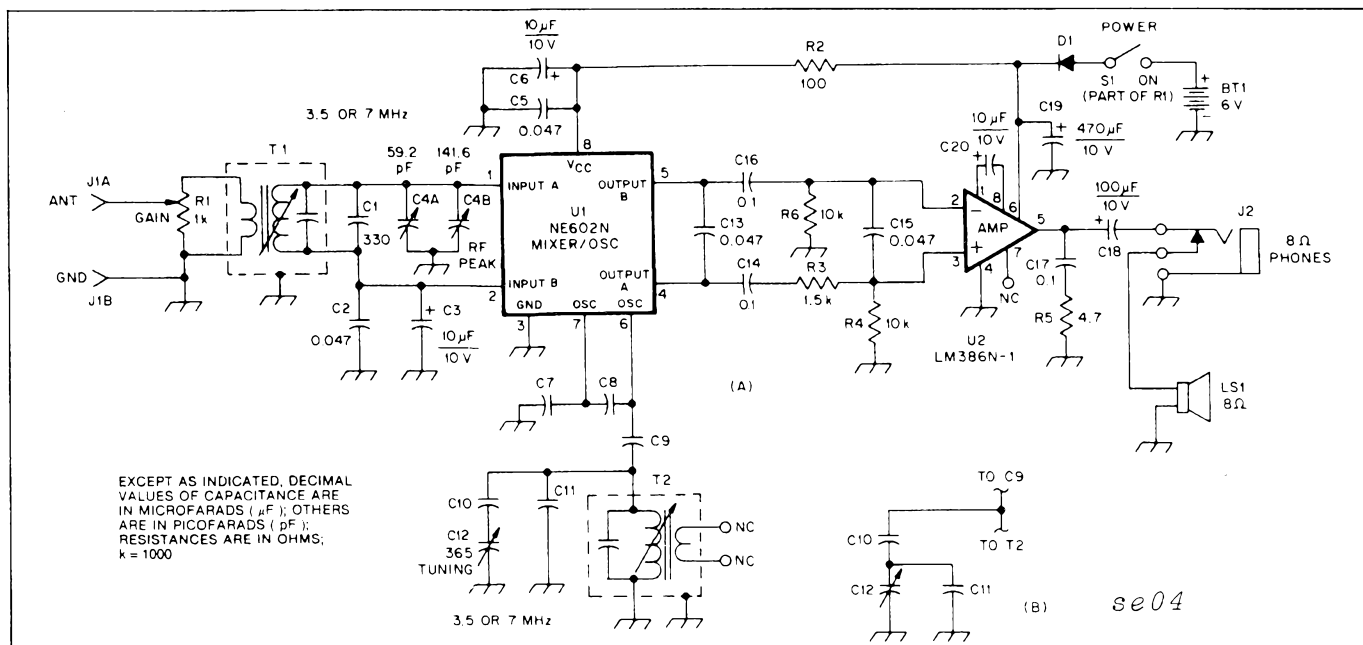 10 µF
10 V
C6
+
C5
0.047
R2
100
D1
POWER
S1
ON
(PART OF R1)
+
BT1
6 V
-
3.5 OR 7 MHz
T1
J1A
ANT
GAIN
R1
1k
GND
J1B
C1
330
59.2
pF
141.6
pF
C4A
C4B
RF
PEAK
C2
0.047
+
C3
10 µF
10 V
8
VCC
1
INPUT A
OUTPUT
B
5
U1
NE602N
MIXER/OSC
2
INPUT B
OUTPUT
A
4
GND
OSC
OSC
3
7
6
C16
0.1
C13
0.047
C14
0.1
R6
10k
R3
1.5k
C15
0.047
R4
10k
10 µF
10 V
C20
+
C19
+
470 µF
10 V
1
8
6
2
-
AMP
5
3
+
4
7
NC
U2
LM386N-1
100 µF
10 V
+
C18
C17
0.1
R5
4.7
J2
8Ω
PHONES
LS1
8Ω
(A)
C7
C8
C9
C10
C11
C12
365
TUNING
T2
NC
NC
3.5 OR 7 MHz
EXCEPT AS INDICATED, DECIMAL
VALUES OF CAPACITANCE ARE
IN MICROFARADS ( µF ); OTHERS
ARE IN PICOFARADS ( pF );
RESISTANCES ARE IN OHMS;
k = 1000
TO C9
TO T2
C10
C12
C11
(B)
se04